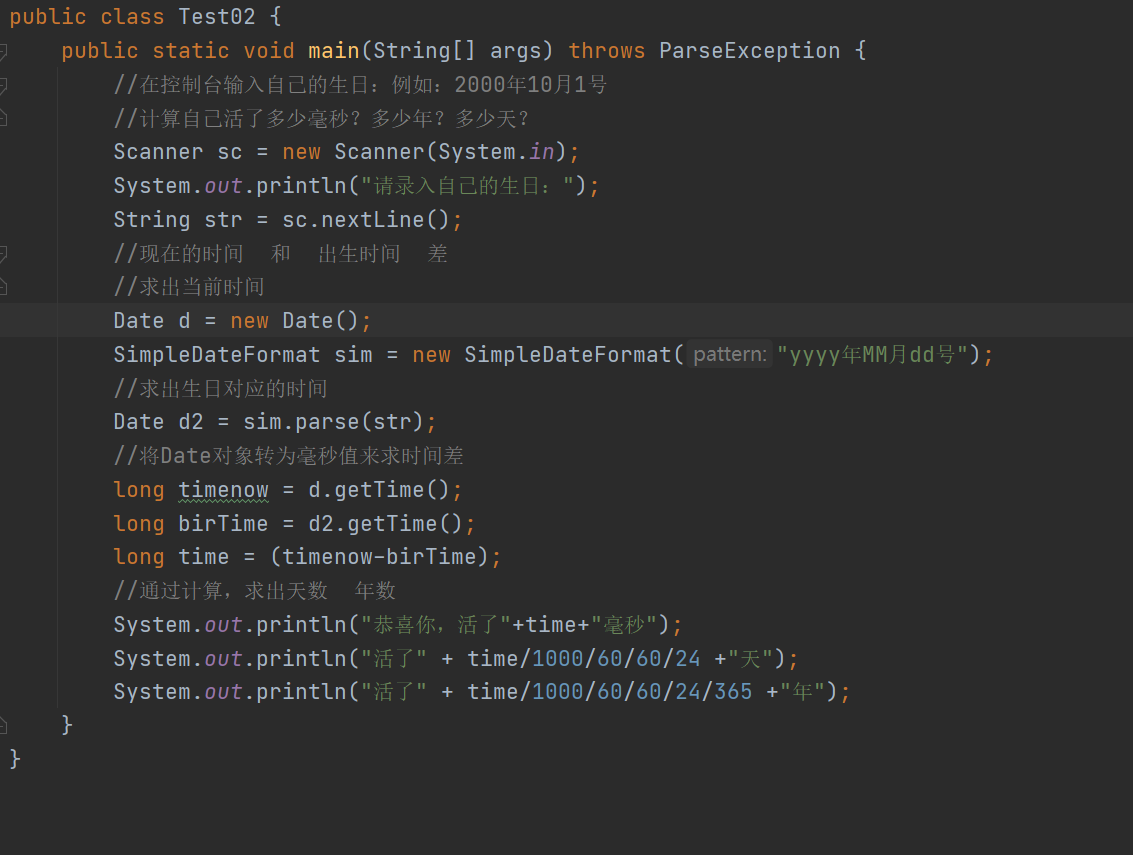 public class Test02 {
public static void main(String[] args) throws ParseException {
//在控制台输入自己的生日：例如：2000年10月1号
//计算自己活了多少毫秒？多少年？多少天？
Scanner sc = new Scanner(System.in);
System.out.println("请录入自己的生日：");
String str = sc.nextLine();
//现在的时间  和  出生时间  差
//求出当前时间
Date d = new Date();
SimpleDateFormat sim = new SimpleDateFormat( pattern: "yyyy年MM月dd号");
//求出生日对应的时间
Date d2 = sim.parse(str);
//将Date对象转为毫秒值来求时间差
long timenow = d.getTime();
long birTime = d2.getTime();
long time = (timenow-birTime);
//通过计算，求出天数  年数
System.out.println("恭喜你，活了"+time+"毫秒");
System.out.println("活了" + time/1000/60/60/24 +"天");
System.out.println("活了" + time/1000/60/60/24/365 +"年");
}
}